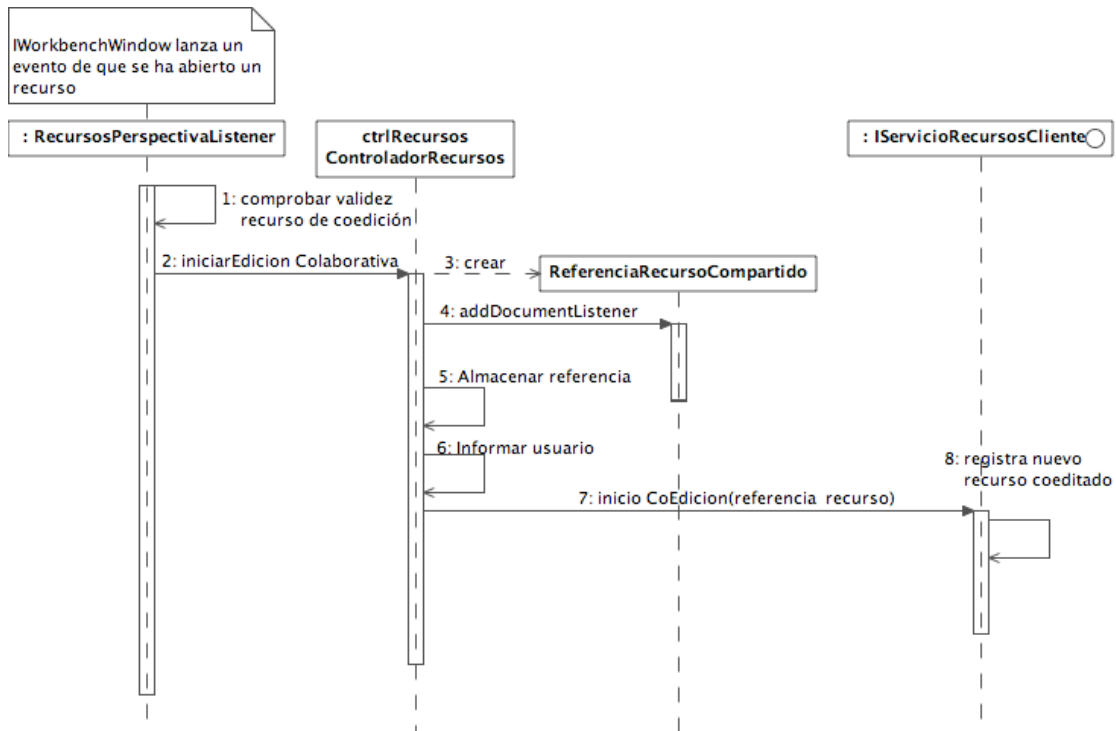 IWorkbenchWindow lanza un
evento de que se ha abierto un
recurso
: RecursosPerspectivaListener
ctrlRecursos
ControladorRecursos
: IServicioRecursosCliente
1: comprobar validez
recurso de coedición
2: iniciarEdicion Colaborativa
3: crear
ReferenciaRecursoCompartido
4: addDocumentListener
5: Almacenar referencia
6: Informar usuario
7: inicio CoEdicion(referencia recurso)
8: registra nuevo
recurso coeditado